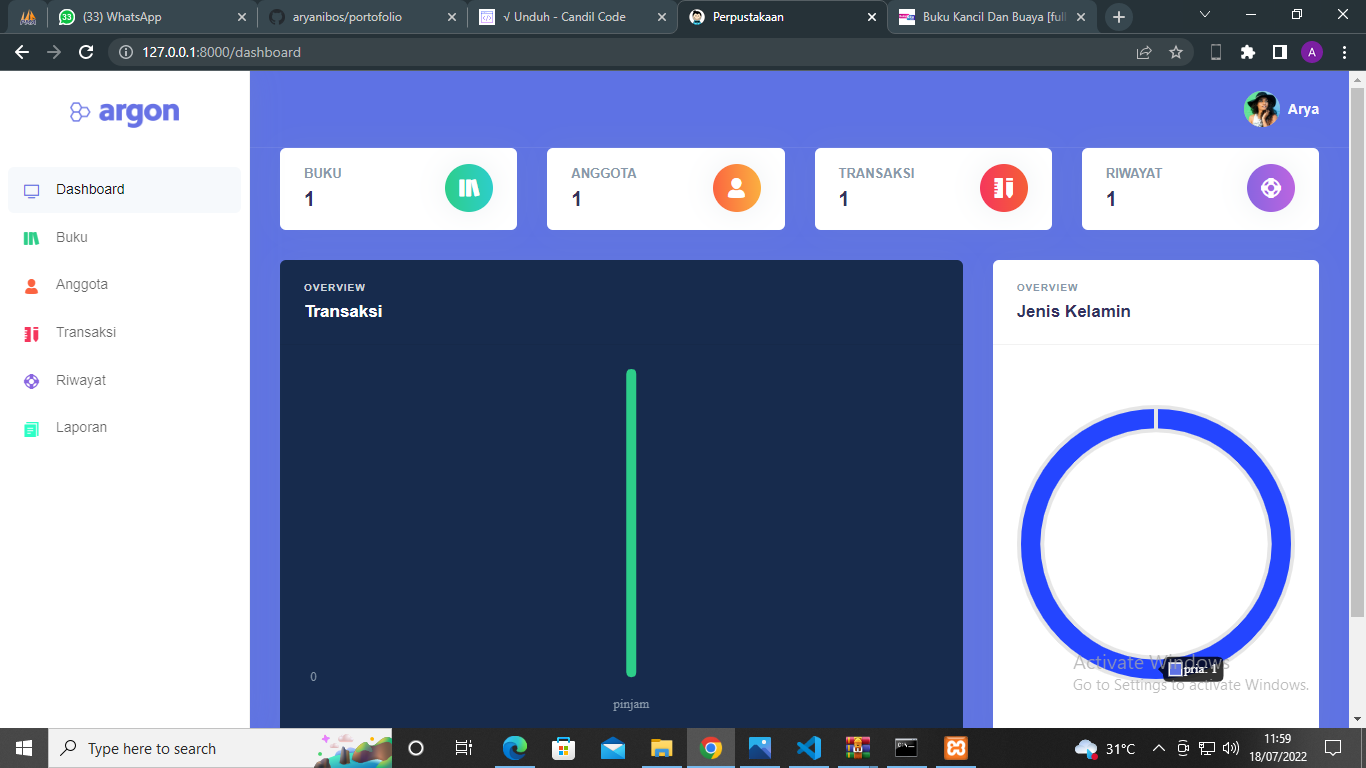 (33) WhatsApp
aryanibos/portofolio
√ Unduh - Candil Code
Perpustakaan
Buku Kancil Dan Buaya [full
127.0.0.1:8000/dashboard
A
argon
Arya
Dashboard
Buku
Anggota
Transaksi
Riwayat
Laporan
BUKU
1
ANGGOTA
1
TRANSAKSI
1
RIWAYAT
1
OVERVIEW
Transaksi
0
pinjam
OVERVIEW
Jenis Kelamin
pria: 1
Activate Windows
Go to Settings to activate Windows.
Type here to search
31°C
11:59
18/07/2022